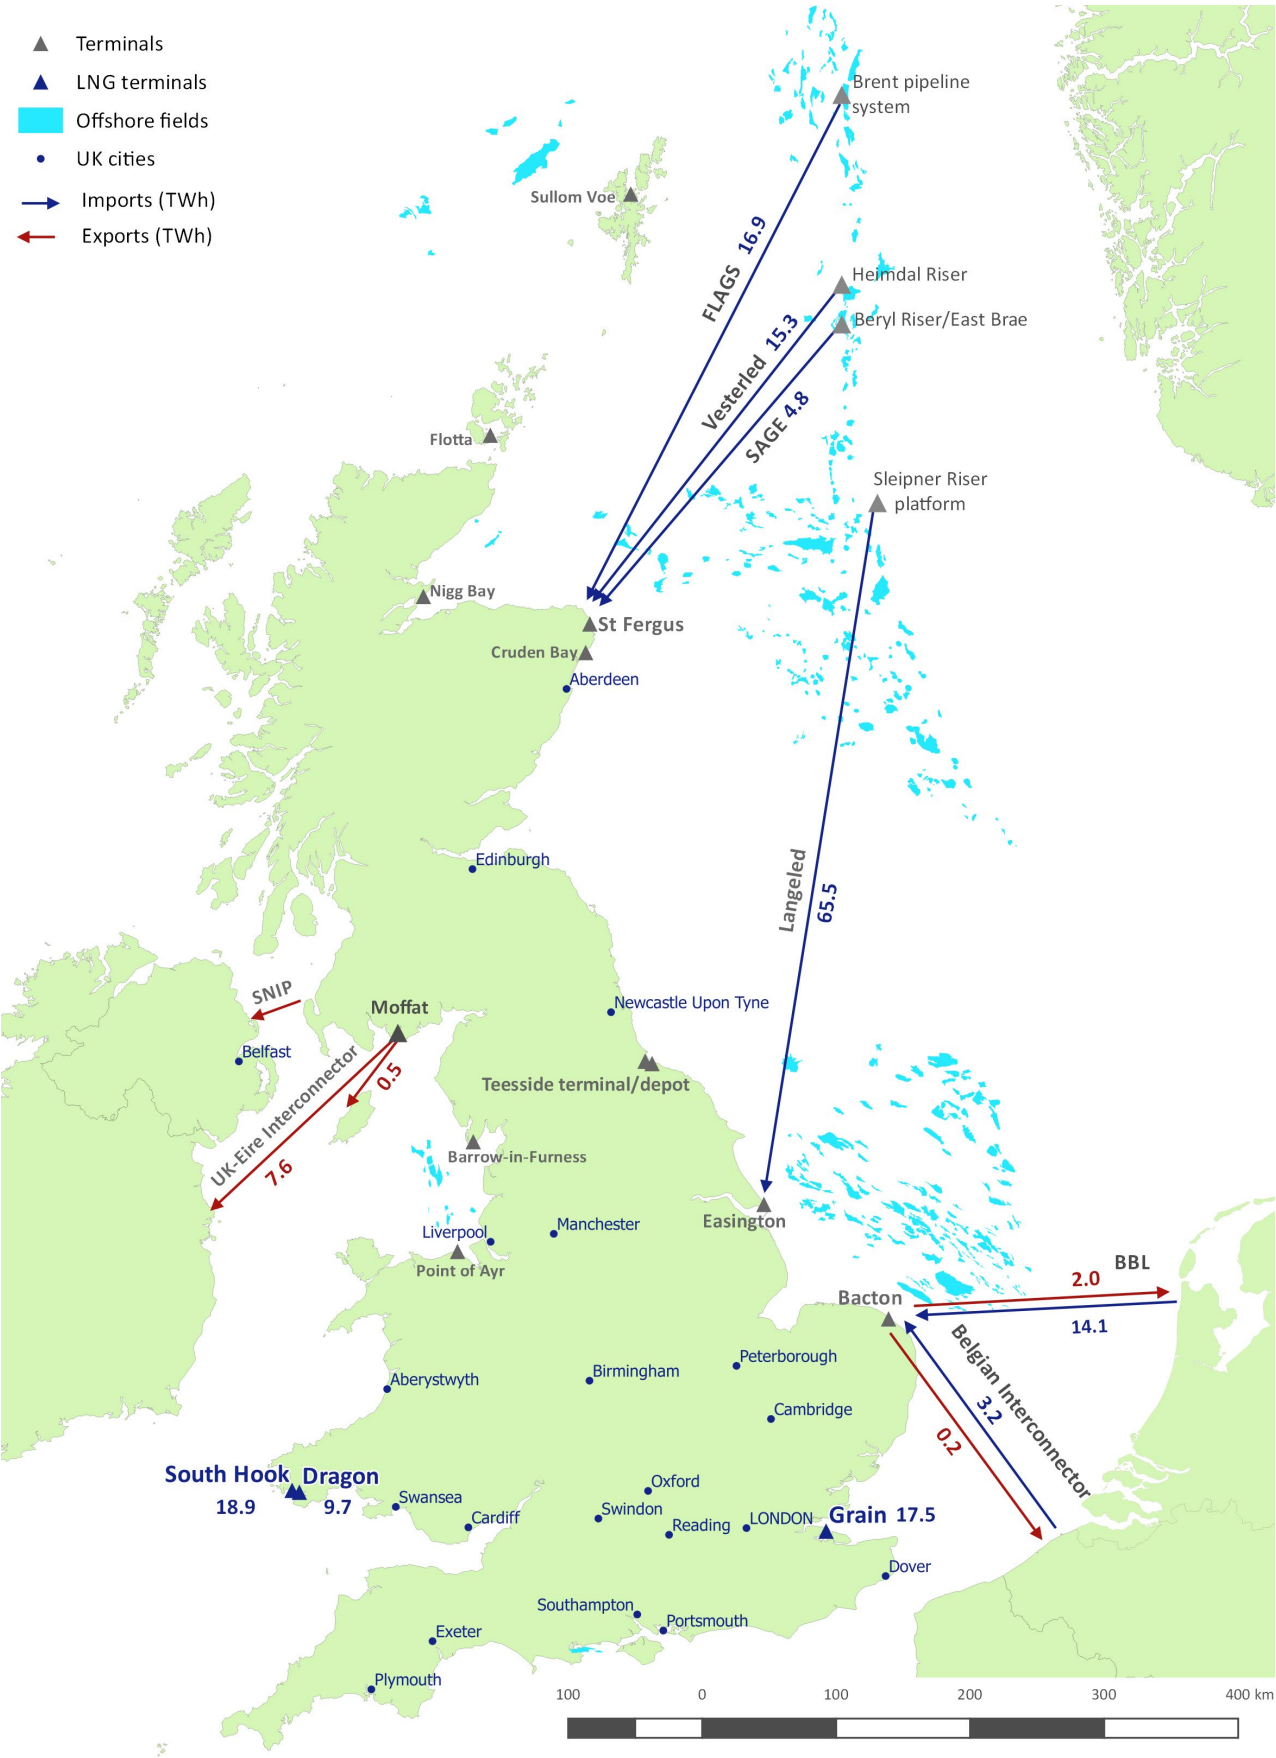 Terminals
LNG terminals
Offshore fields
UK cities
Imports (TWh)
Exports (TWh)
Brent pipeline
system
Sullom Voe
FLAGS 16.9
Heimdal Riser
Beryl Riser/East Brae
Vesterled 15.3
SAGE 4.8
Flotta
Sleipner Riser
platform
Nigg Bay
St Fergus
Cruden Bay
Aberdeen
Edinburgh
Langeled
65.5
SNIP
Moffat
Newcastle Upon Tyne
Belfast
0.5
Teesside terminal/depot
UK-Eire Interconnector
7.6
Barrow-in-Furness
Easington
Manchester
Liverpool
Point of Ayr
BBL
2.0
14.1
Bacton
Belgian Interconnector
3.2
0.2
Peterborough
Birmingham
Aberystwyth
Cambridge
South Hook
18.9
Dragon
9.7
Oxford
Swansea
Swindon
Cardiff
Reading
LONDON
Grain 17.5
Dover
Southampton
Portsmouth
Exeter
Plymouth
100 0 100 200 300 400 km